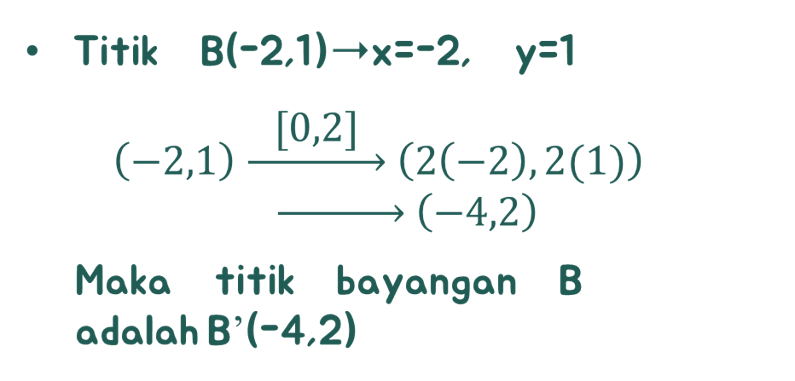 • Titik B(-2,1)→x=-2, y=1
[0,2]
(−2,1) ⟶ (2(−2), 2(1))
⟶ (−4,2)
Maka titik bayangan B
adalah B’(-4,2)